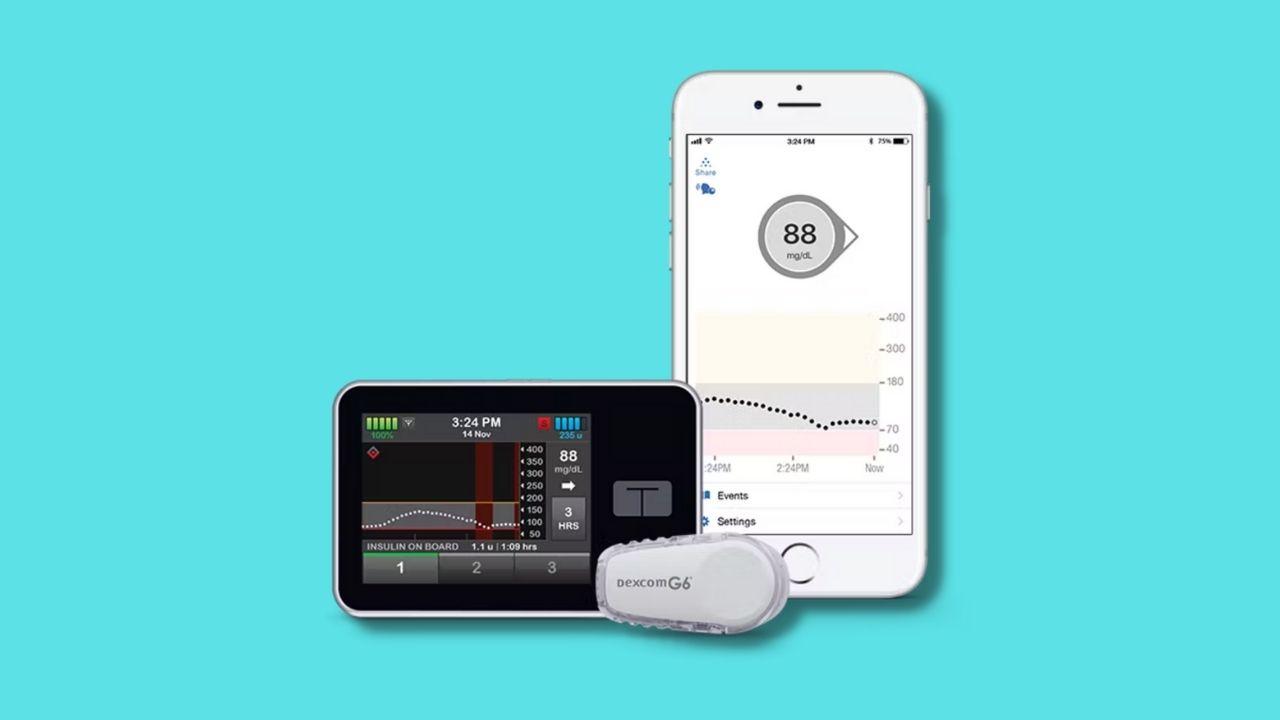 3:24 PM
75%
Share
88
mg/dL
400
300
180
70
40
:24PM
2:24PM
Now
Events
Settings
100%
3:24 PM
14 Nov
235 u
400
350
300
250
200
150
100
50
88
mg/dL
3
HRS
INSULIN ON BOARD 1.1 u | 1:09 hrs
1
2
3
T
Dexcom G6